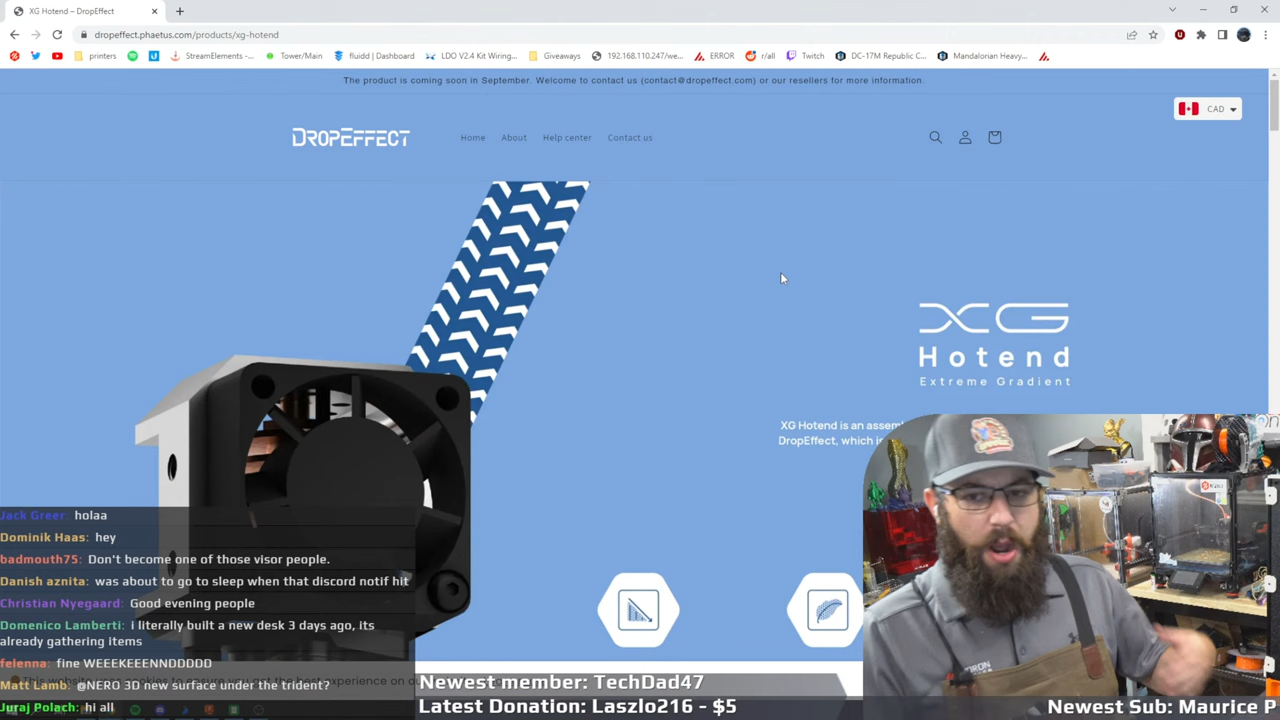 XG Hotend – DropEffect
dropeffect.phaetus.com/products/xg-hotend
printers
StreamElements -...
Tower/Main
fluidd | Dashboard
LDO V2.4 Kit Wiring...
Giveaways
192.168.110.247/we...
ERROR
r/all
Twitch
DC-17M Republic C...
Mandalorian Heavy...
The product is coming soon in September. Welcome to contact us (contact@dropeffect.com) or our resellers for more information.
CAD
DROPEFFECT
Home
About
Help center
Contact us
XG
Hotend
Extreme Gradient
XG Hotend is an assem
DropEffect, which is
Jack Greer: holaa
Dominik Haas: hey
badmouth75: Don't become one of those visor people.
Danish aznita: was about to go to sleep when that discord notif hit
Christian Nyegaard: Good evening people
Domenico Lamberti: i literally built a new desk 3 days ago, its
already gathering items
felenna: fine WEEEKEEENNDDDDD
Matt Lamb: @NERO 3D new surface under the trident?
Juraj Polach: hi all
Newest member: TechDad47
Latest Donation: Laszlo216 - $5
Newest Sub: Maurice P